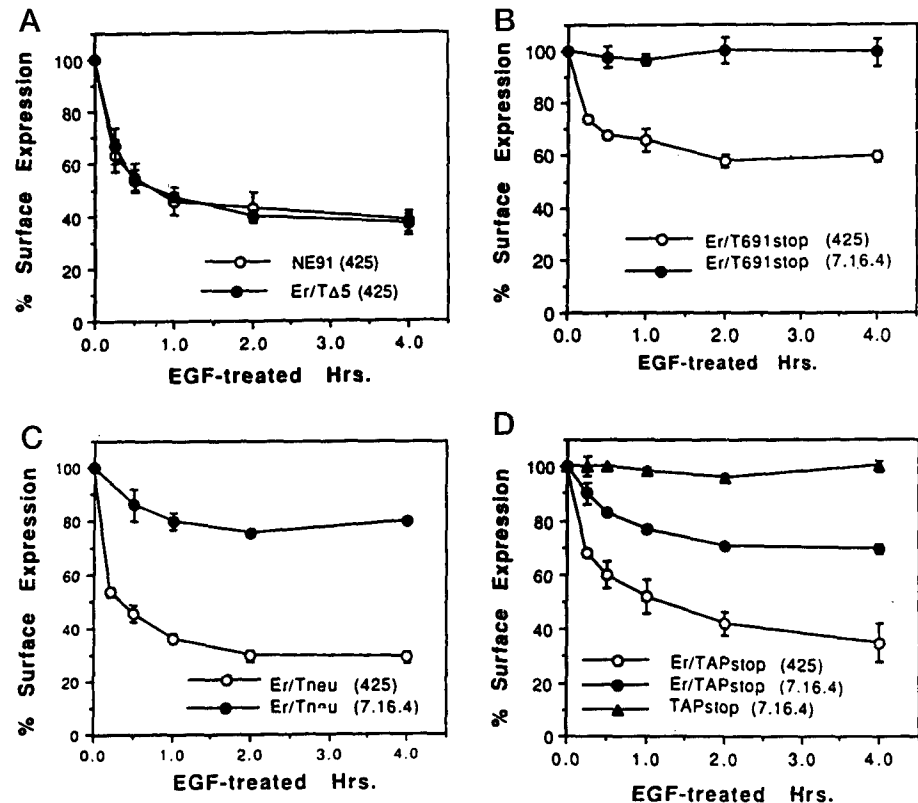 A
% Surface Expression
100
80
60
40
20
0
NE91 (425)
Er/TΔ5 (425)
0.0 1.0 2.0 3.0 4.0
EGF-treated Hrs.
B
% Surface Expression
100
80
60
40
20
0
Er/T691stop (425)
Er/T691stop (7.16.4)
0.0 1.0 2.0 3.0 4.0
EGF-treated Hrs.
C
% Surface Expression
100
80
60
40
20
0
Er/Tneu (425)
Er/Tneu (7.16.4)
0.0 1.0 2.0 3.0 4.0
EGF-treated Hrs.
D
% Surface Expression
100
80
60
40
20
0
Er/TAPstop (425)
Er/TAPstop (7.16.4)
TAPstop (7.16.4)
0.0 1.0 2.0 3.0 4.0
EGF-treated Hrs.